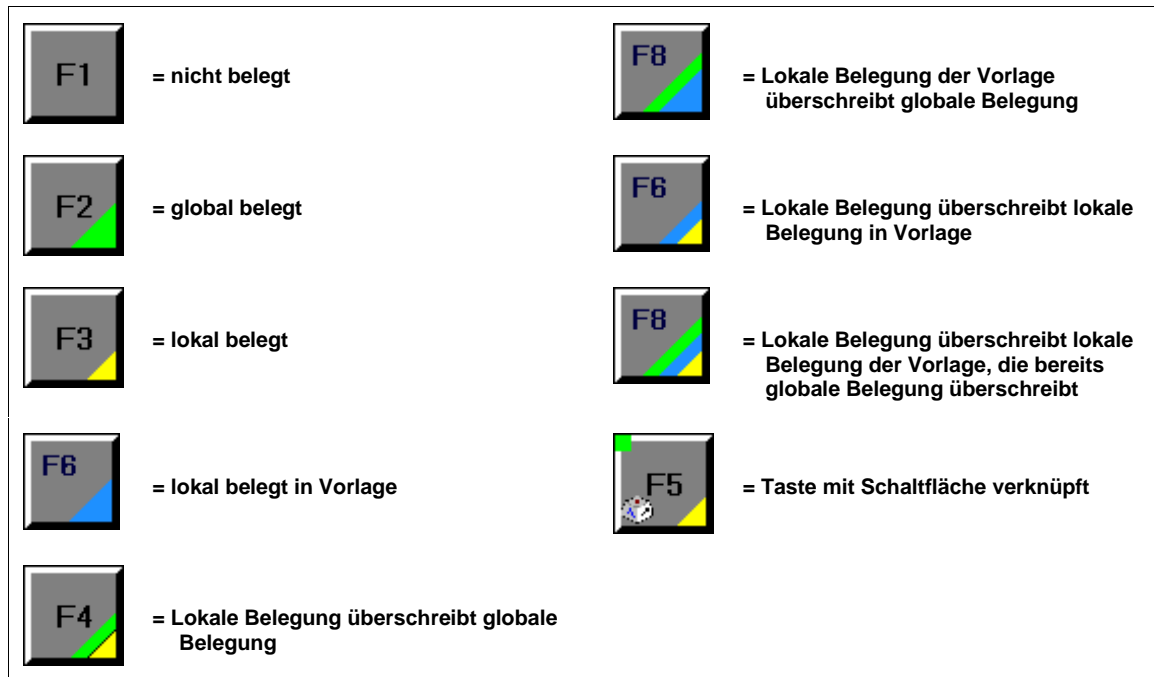 F1
= nicht belegt
F2
= global belegt
F3
= lokal belegt
F6
= lokal belegt in Vorlage
F4
= Lokale Belegung überschreibt globale
Belegung
F8
= Lokale Belegung der Vorlage
überschreibt globale Belegung
F6
= Lokale Belegung überschreibt lokale
Belegung in Vorlage
F8
= Lokale Belegung überschreibt lokale
Belegung der Vorlage, die bereits
globale Belegung überschreibt
F5
= Taste mit Schaltfläche verknüpft